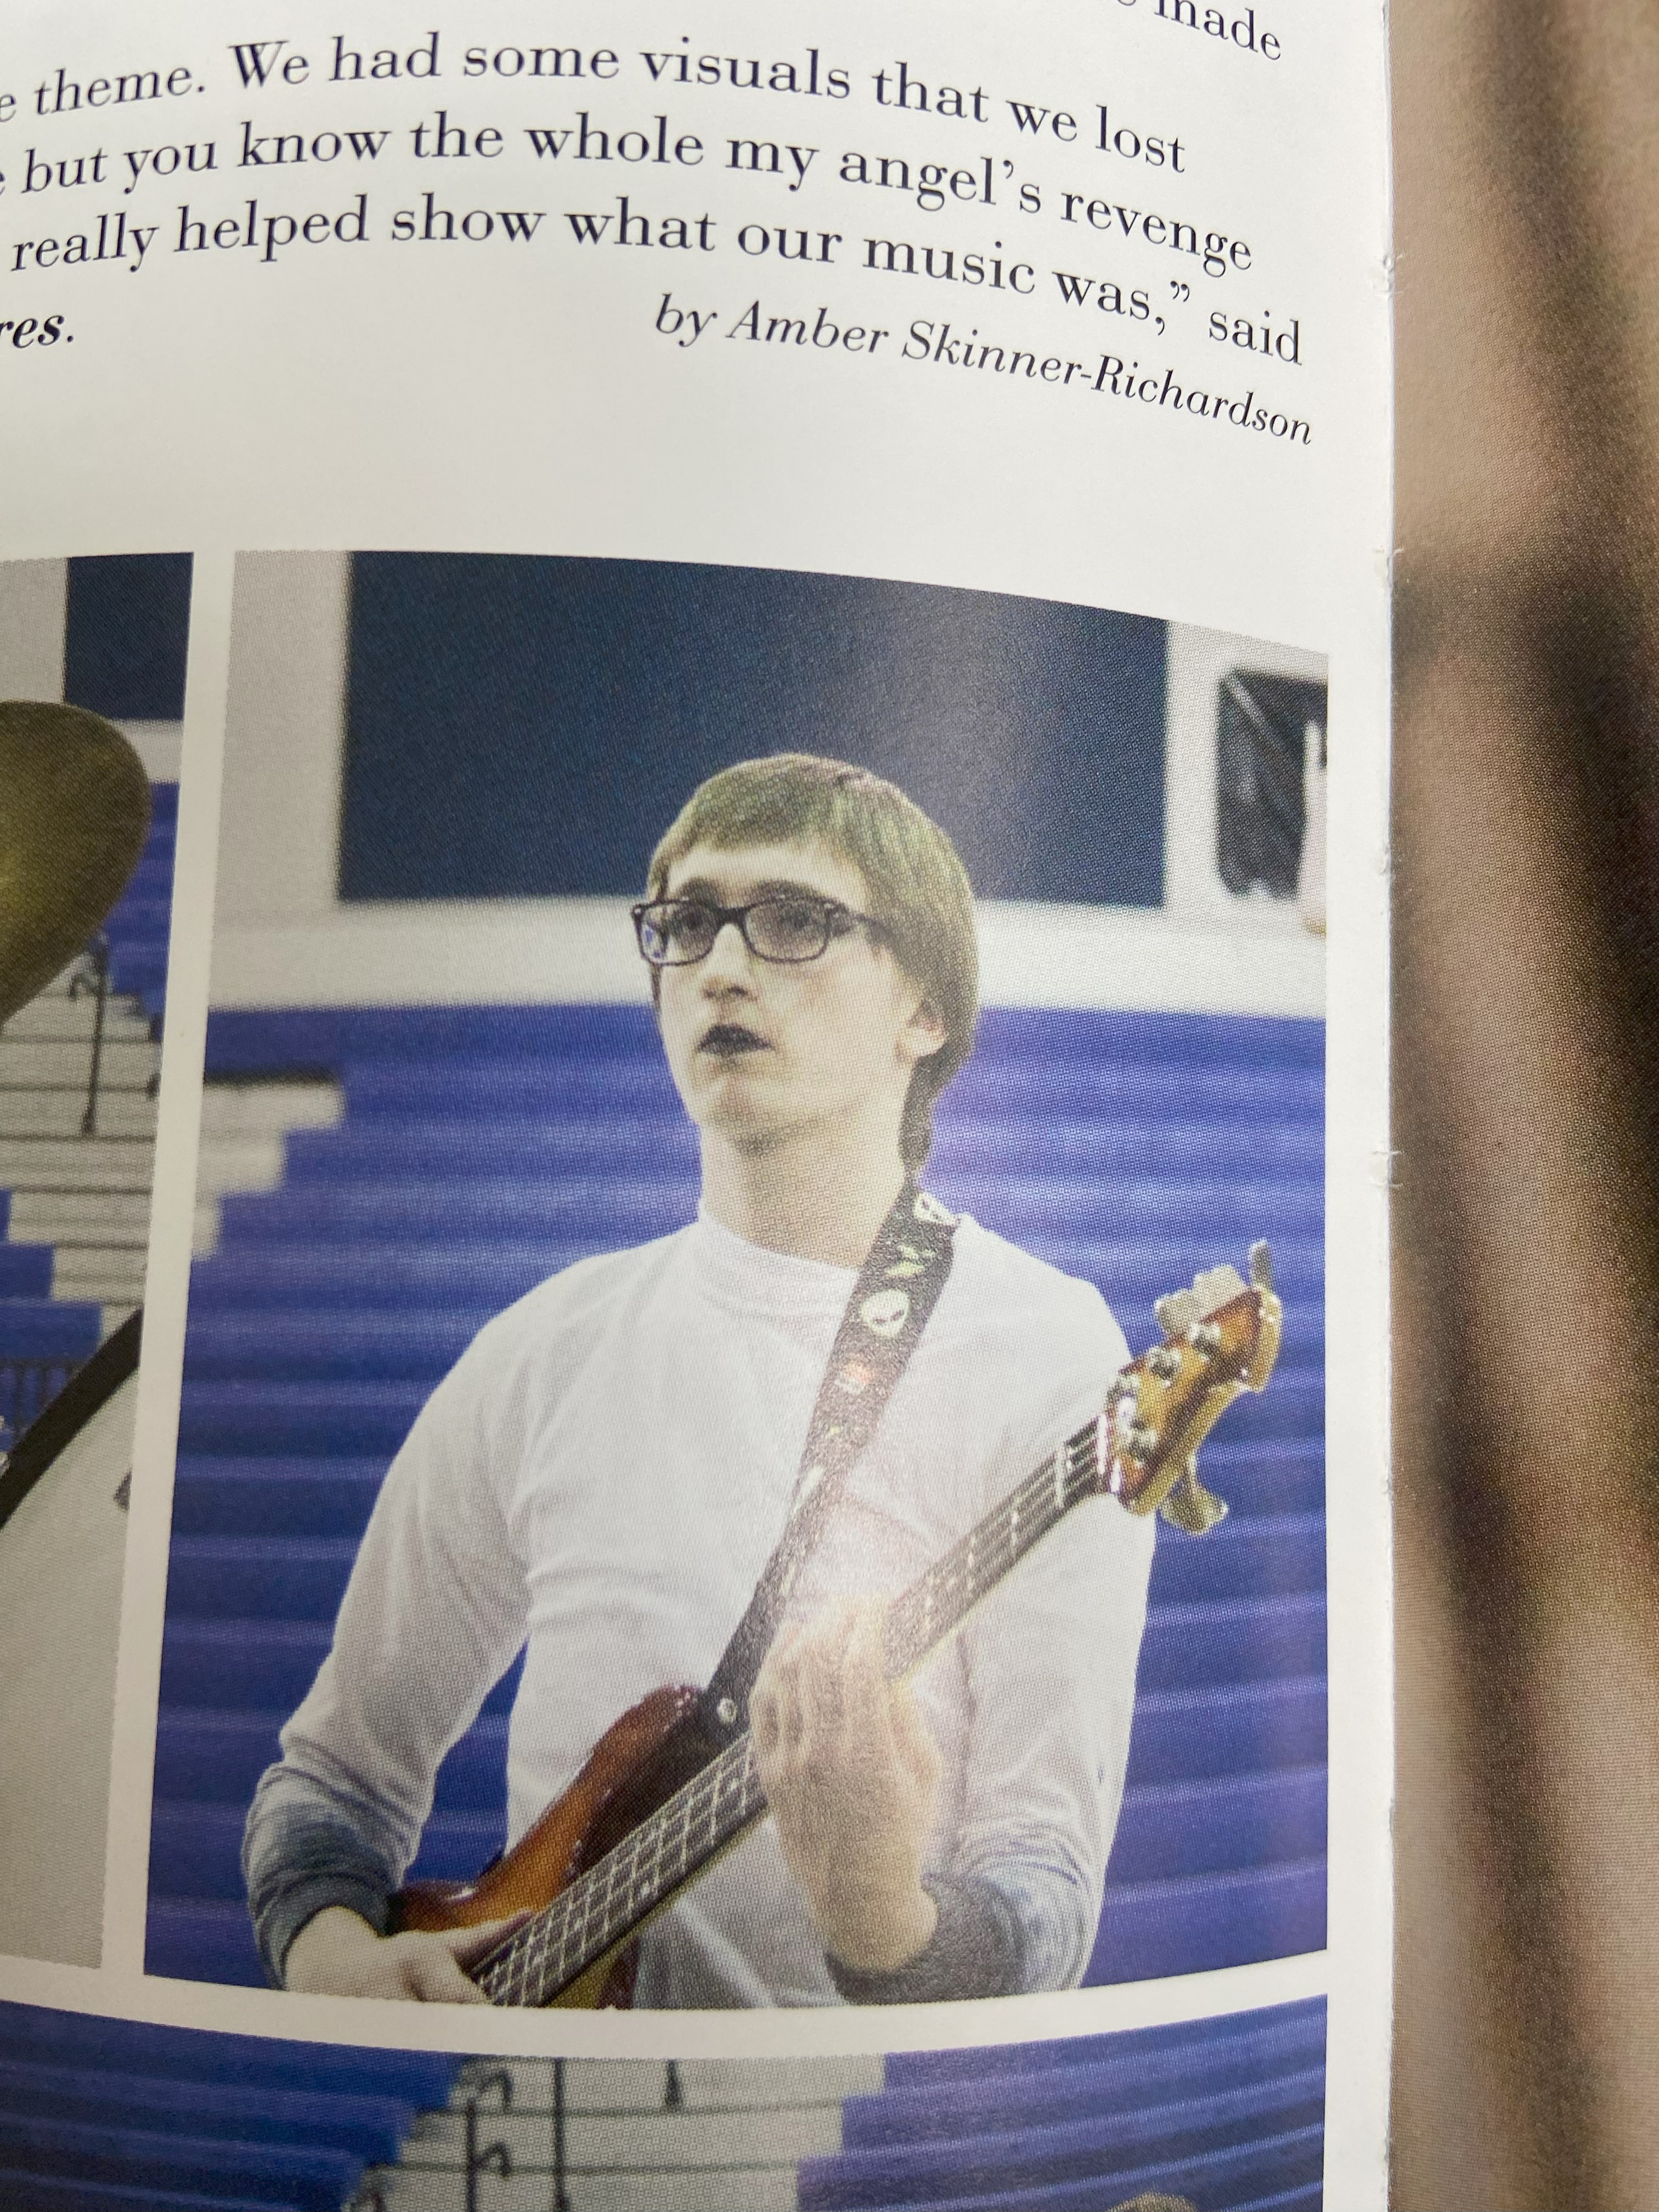 made
e theme. We had some visuals that we lost
but you know the whole my angel's revenge
really helped show what our music was,” said
res.
by Amber Skinner-Richardson